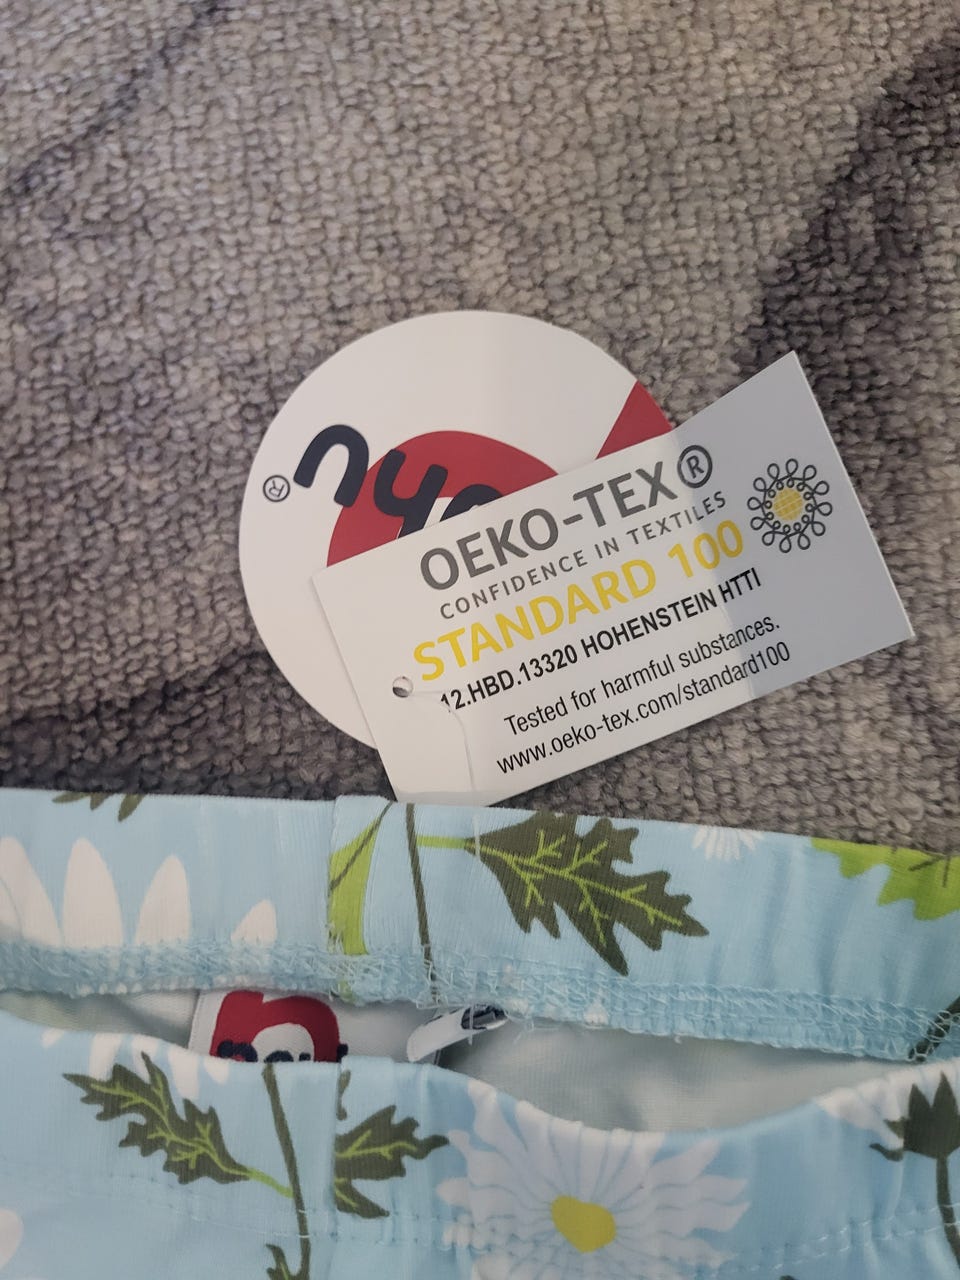 ®
OEKO-TEX®
CONFIDENCE IN TEXTILES
STANDARD 100
12.HBD.13320 HOHENSTEIN HTTI
Tested for harmful substances.
www.oeko-tex.com/standard100